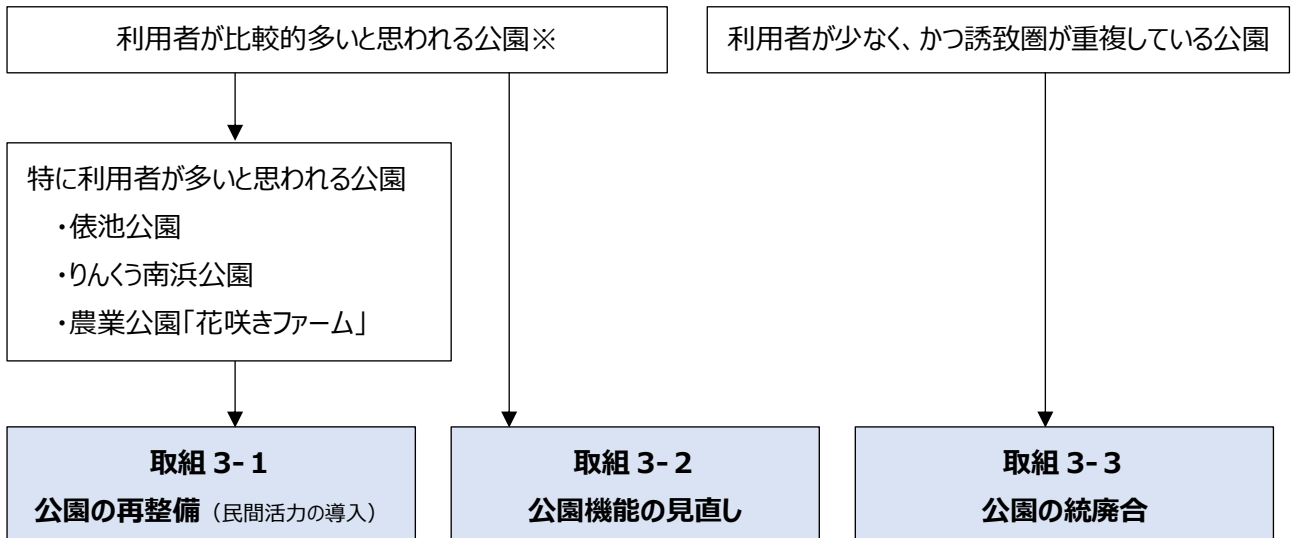 利用者が比較的多いと思われる公園※
利用者が少なく、かつ誘致圏が重複している公園
特に利用者が多いと思われる公園
・俵池公園
・りんくう南浜公園
・農業公園「花咲きファーム」
取組 3-１
公園の再整備（民間活力の導入）
取組 3-２
公園機能の見直し
取組 3-３
公園の統廃合